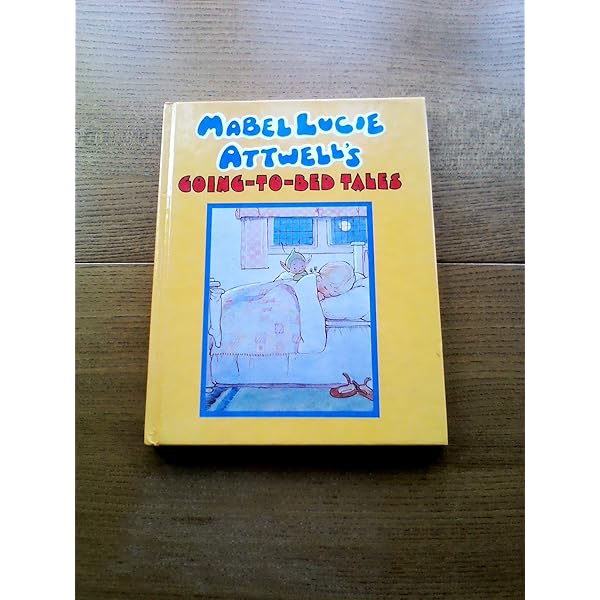 MABEL LUCIE
ATTWELL'S
GOING-TO-BED TALES